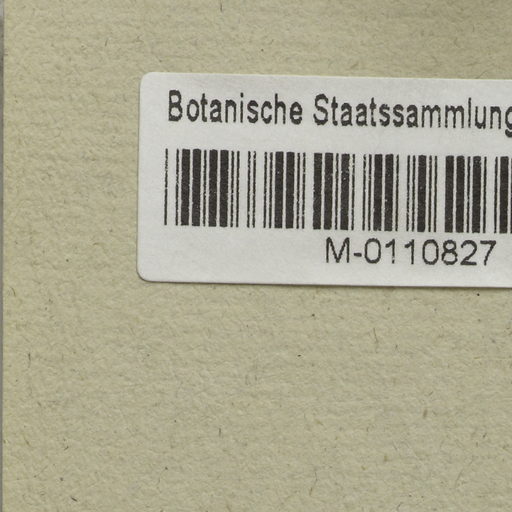 Botanische Staatssammlung
M-0110827